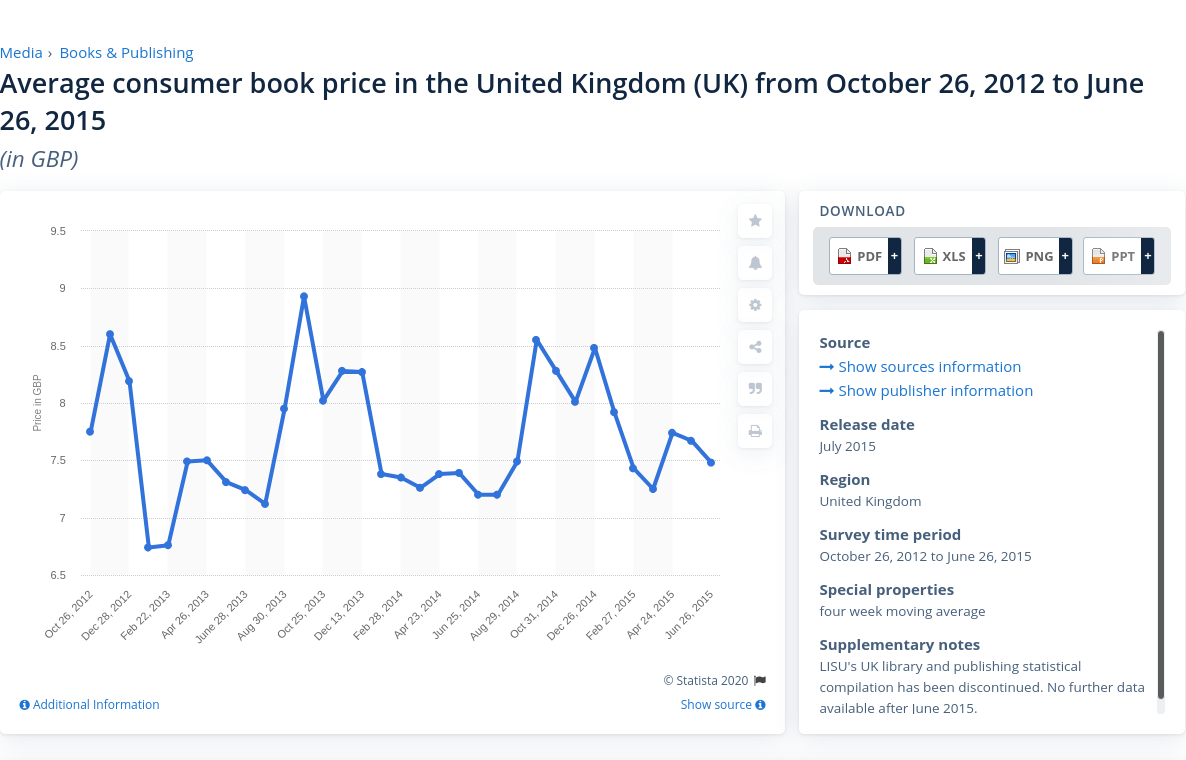 Media › Books & Publishing
Average consumer book price in the United Kingdom (UK) from October 26, 2012 to June
26, 2015
(in GBP)
9.5
9
8.5
8
7.5
7
6.5
Price in GBP
Oct 26, 2012
Dec 28, 2012
Feb 22, 2013
Apr 26, 2013
June 28, 2013
Aug 30, 2013
Oct 25, 2013
Dec 13, 2013
Feb 28, 2014
Apr 23, 2014
Jun 25, 2014
Aug 29, 2014
Oct 31, 2014
Dec 26, 2014
Feb 27, 2015
Apr 24, 2015
Jun 26, 2015
© Statista 2020
Additional Information
Show source
DOWNLOAD
PDF + XLS + PNG + PPT +
Source
Show sources information
Show publisher information
Release date
July 2015
Region
United Kingdom
Survey time period
October 26, 2012 to June 26, 2015
Special properties
four week moving average
Supplementary notes
LISU's UK library and publishing statistical
compilation has been discontinued. No further data
available after June 2015.